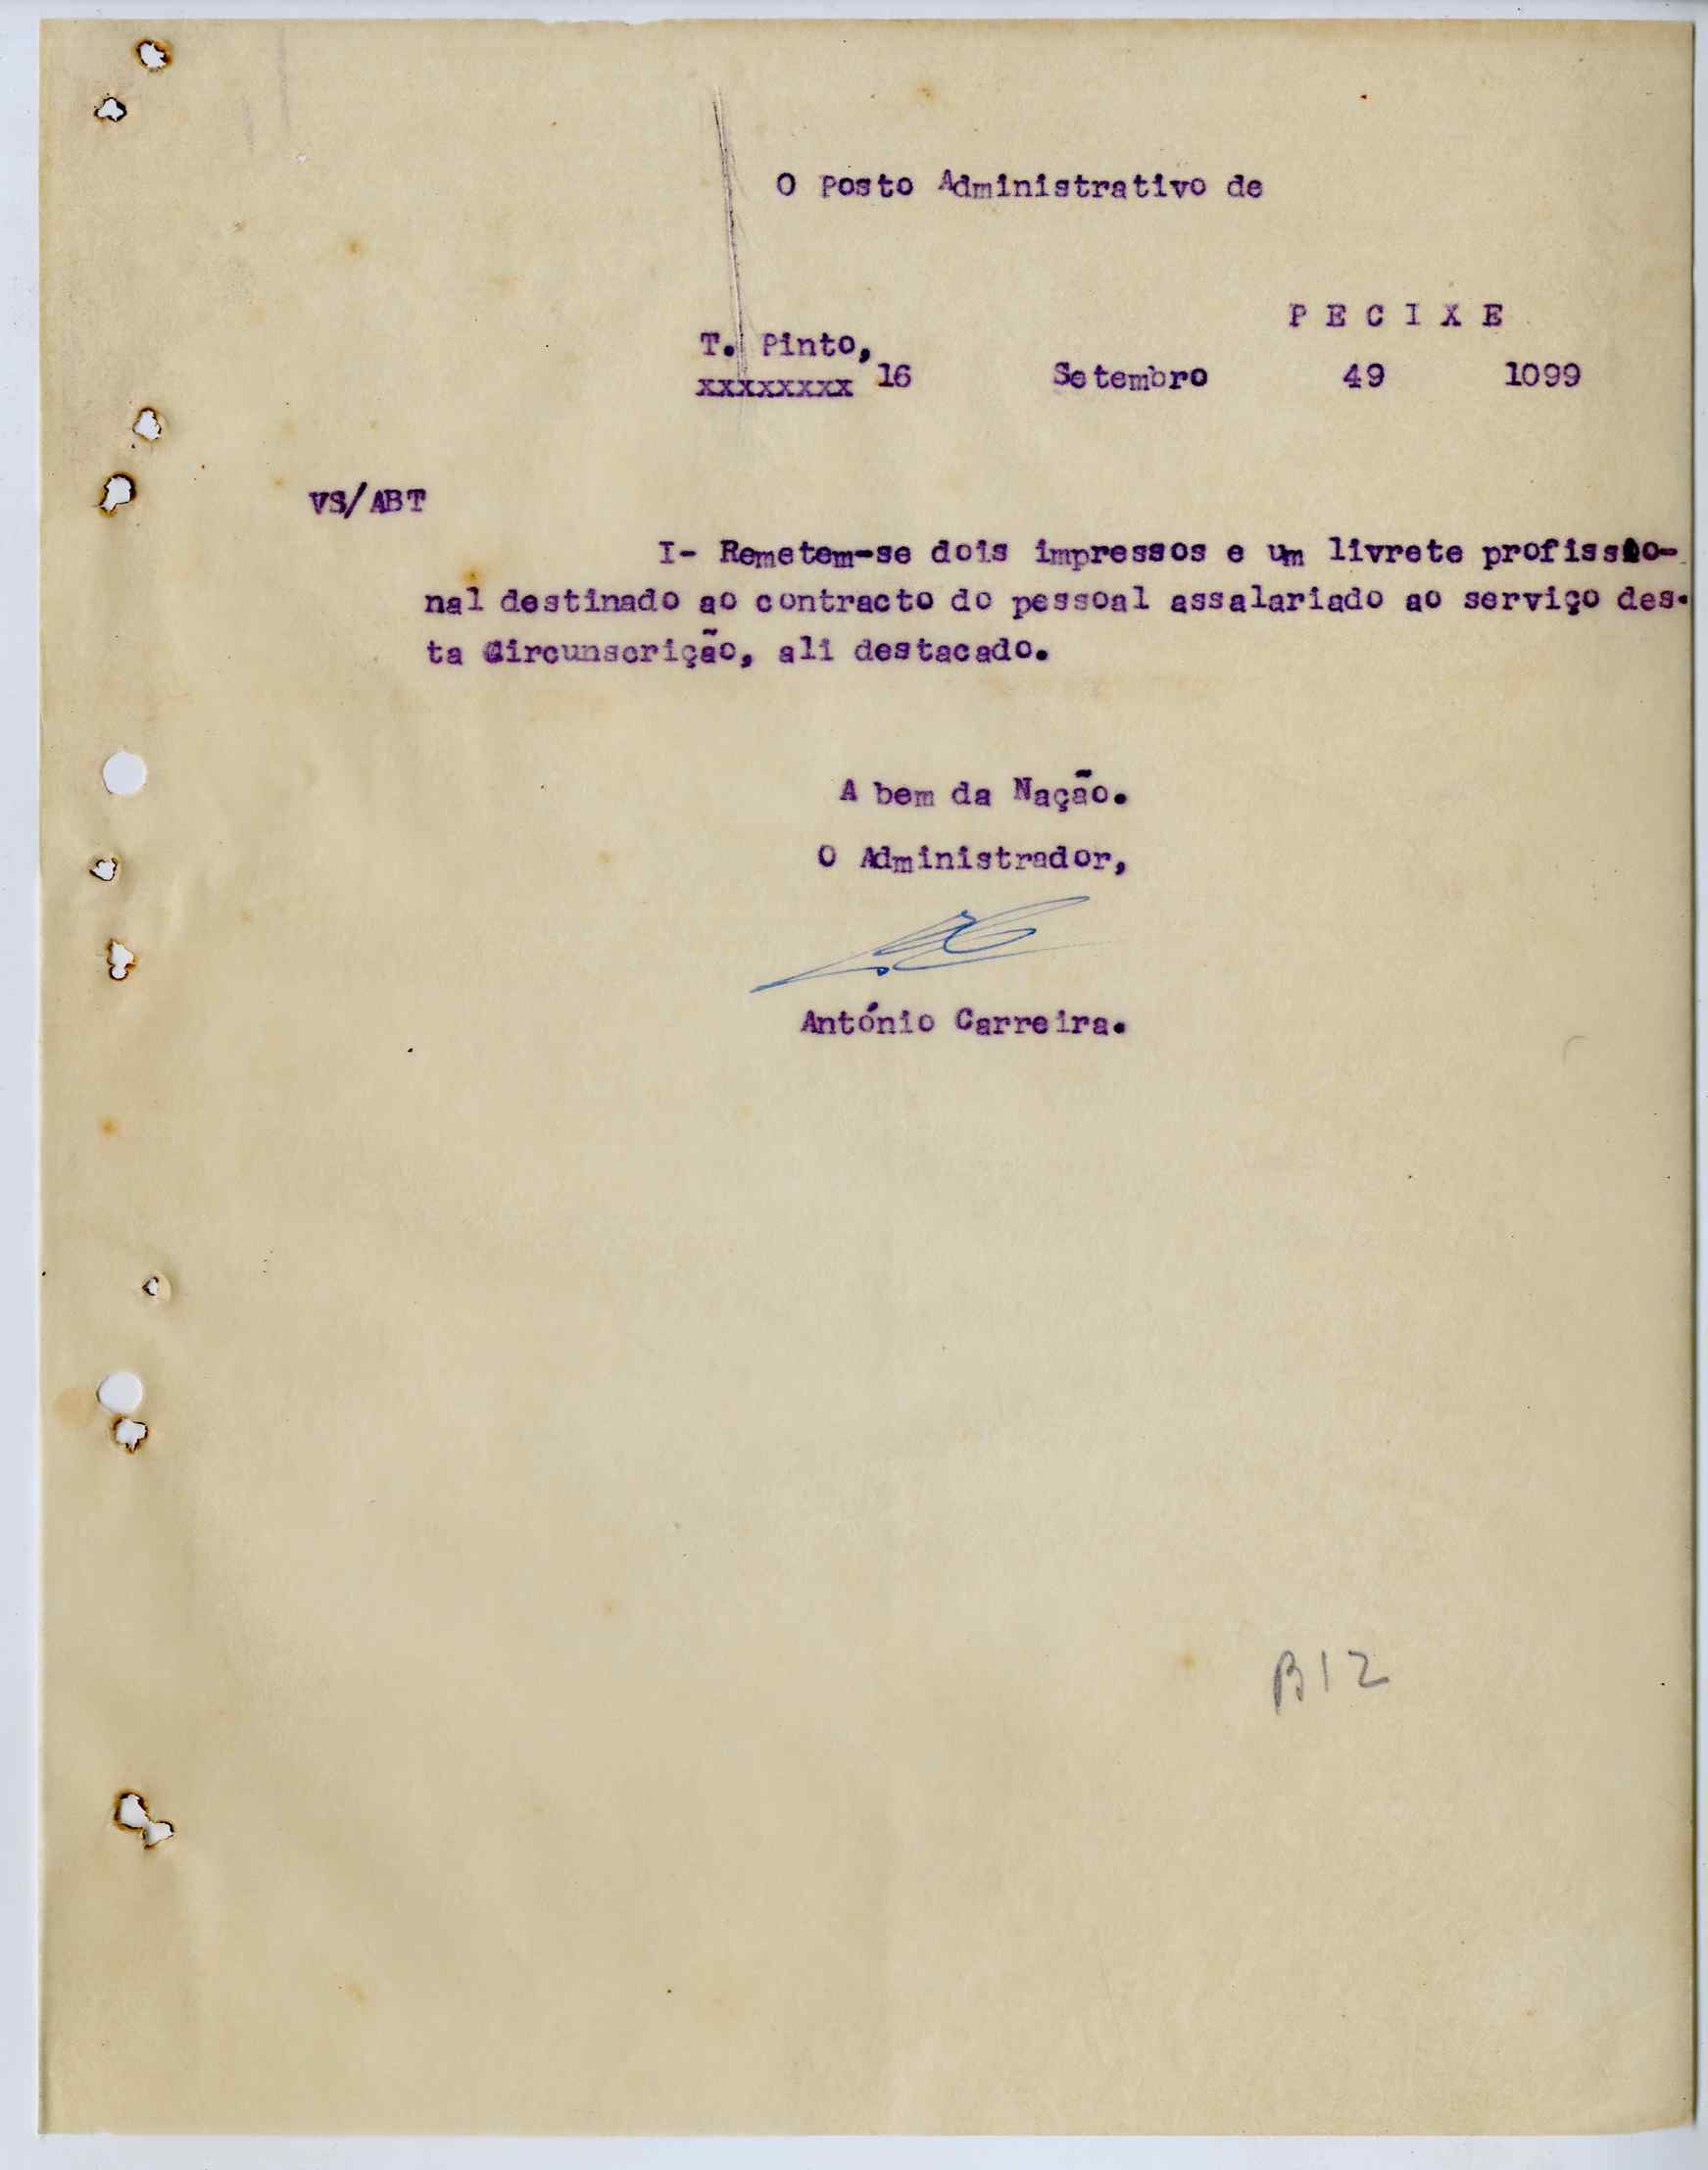 O Posto Administrativo de
P E C I X E
T. Pinto,
xxxxxxxx 16 Setembro 49 1099
VS/ABT
I- Remetem-se dois impressos e um livrete profissio-
nal destinado ao contracto do pessoal assalariado ao serviço des-
ta Circunscrição, ali destacado.
A bem da Nação.
O Administrador,
António Carreira.
B12